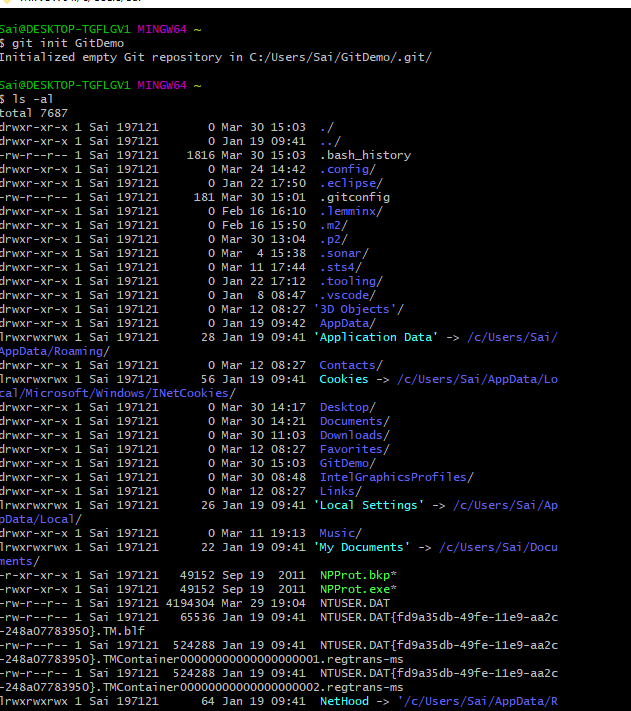 Sai@DESKTOP-TGFLGV1 MINGW64 ~
$ git init GitDemo
Initialized empty Git repository in C:/Users/Sai/GitDemo/.git/
Sai@DESKTOP-TGFLGV1 MINGW64 ~
$ ls -al
total 7687
drwxr-xr-x 1 Sai 197121       0 Mar 30 15:03  ./
drwxr-xr-x 1 Sai 197121       0 Jan 19 09:41  ../
-rw-r--r-- 1 Sai 197121    1816 Mar 30 15:03  .bash_history
drwxr-xr-x 1 Sai 197121       0 Mar 24 14:42  .config/
drwxr-xr-x 1 Sai 197121       0 Jan 22 17:50  .eclipse/
-rw-r--r-- 1 Sai 197121     181 Mar 30 15:01  .gitconfig
drwxr-xr-x 1 Sai 197121       0 Feb 16 16:10  .lemminx/
drwxr-xr-x 1 Sai 197121       0 Feb 16 15:50  .m2/
drwxr-xr-x 1 Sai 197121       0 Mar 30 13:04  .p2/
drwxr-xr-x 1 Sai 197121       0 Mar  4 15:38  .sonar/
drwxr-xr-x 1 Sai 197121       0 Mar 11 17:44  .sts4/
drwxr-xr-x 1 Sai 197121       0 Jan 22 17:12  .tooling/
drwxr-xr-x 1 Sai 197121       0 Jan  8 08:47  .vscode/
drwxr-xr-x 1 Sai 197121       0 Mar 12 08:27 '3D Objects'/
drwxr-xr-x 1 Sai 197121       0 Jan 19 09:42  AppData/
lrwxrwxrwx 1 Sai 197121      28 Jan 19 09:41 'Application Data' -> /c/Users/Sai/
AppData/Roaming/
drwxr-xr-x 1 Sai 197121       0 Mar 12 08:27  Contacts/
lrwxrwxrwx 1 Sai 197121      56 Jan 19 09:41  Cookies -> /c/Users/Sai/AppData/Lo
cal/Microsoft/Windows/INetCookies/
drwxr-xr-x 1 Sai 197121       0 Mar 30 14:17  Desktop/
drwxr-xr-x 1 Sai 197121       0 Mar 30 14:21  Documents/
drwxr-xr-x 1 Sai 197121       0 Mar 30 11:03  Downloads/
drwxr-xr-x 1 Sai 197121       0 Mar 12 08:27  Favorites/
drwxr-xr-x 1 Sai 197121       0 Mar 30 15:03  GitDemo/
drwxr-xr-x 1 Sai 197121       0 Mar 30 08:48  IntelGraphicsProfiles/
drwxr-xr-x 1 Sai 197121       0 Mar 12 08:27  Links/
lrwxrwxrwx 1 Sai 197121      26 Jan 19 09:41 'Local Settings' -> /c/Users/Sai/Ap
pData/Local/
drwxr-xr-x 1 Sai 197121       0 Mar 11 19:13  Music/
lrwxrwxrwx 1 Sai 197121      22 Jan 19 09:41 'My Documents' -> /c/Users/Sai/Docu
ments/
-r-xr-xr-x 1 Sai 197121   49152 Sep 19  2011  NPProt.bkp*
-rwxr-xr-x 1 Sai 197121   49152 Sep 19  2011  NPProt.exe*
-rw-r--r-- 1 Sai 197121 4194304 Mar 29 19:04  NTUSER.DAT
-rw-r--r-- 1 Sai 197121   65536 Jan 19 09:41  NTUSER.DAT{fd9a35db-49fe-11e9-aa2c
-248a07783950}.TM.blf
-rw-r--r-- 1 Sai 197121  524288 Jan 19 09:41  NTUSER.DAT{fd9a35db-49fe-11e9-aa2c
-248a07783950}.TMContainer00000000000000000001.regtrans-ms
-rw-r--r-- 1 Sai 197121  524288 Jan 19 09:41  NTUSER.DAT{fd9a35db-49fe-11e9-aa2c
-248a07783950}.TMContainer00000000000000000002.regtrans-ms
lrwxrwxrwx 1 Sai 197121      64 Jan 19 09:41  NetHood -> '/c/Users/Sai/AppData/R